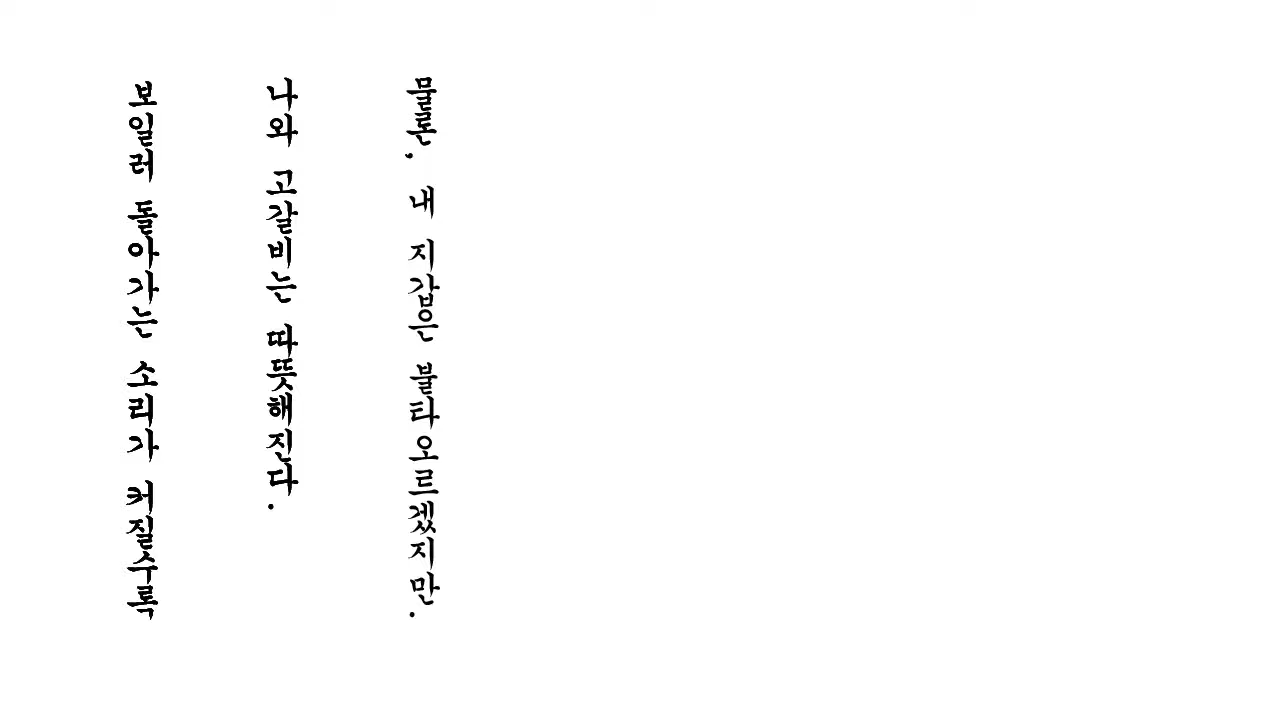 보일러 돌아가는 소리가 커질수록
나와 고갈비는 따뜻해진다.
물론, 내 지갑은 불타오르겠지만.